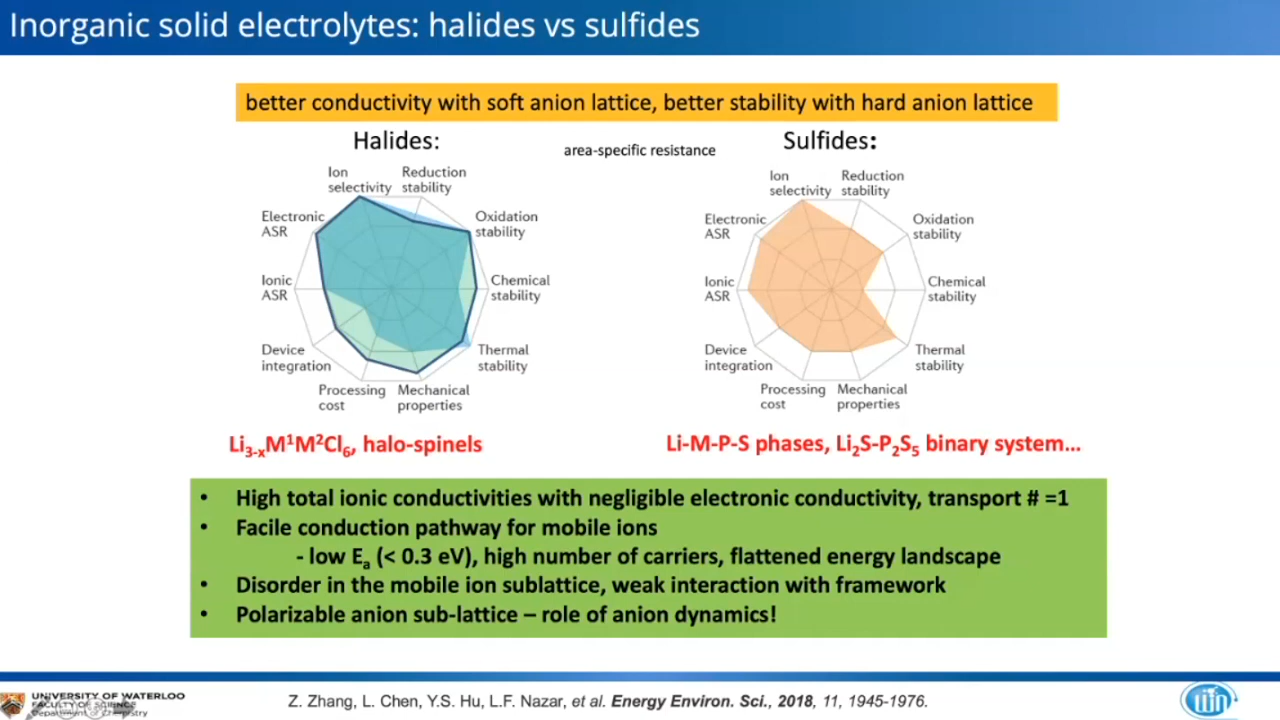 Inorganic solid electrolytes: halides vs sulfides
better conductivity with soft anion lattice, better stability with hard anion lattice
Halides:
area-specific resistance
Sulfides:
Ion
selectivity
Reduction
stability
Oxidation
stability
Chemical
stability
Thermal
stability
Mechanical
properties
Processing
cost
Device
integration
Ionic
ASR
Electronic
ASR
Ion
selectivity
Reduction
stability
Oxidation
stability
Chemical
stability
Thermal
stability
Mechanical
properties
Processing
cost
Device
integration
Ionic
ASR
Electronic
ASR
Li₃₋ₓM¹M²Cl₆, halo-spinels
Li-M-P-S phases, Li₂S-P₂S₅ binary system...
• High total ionic conductivities with negligible electronic conductivity, transport # =1
• Facile conduction pathway for mobile ions
- low Eₐ (< 0.3 eV), high number of carriers, flattened energy landscape
• Disorder in the mobile ion sublattice, weak interaction with framework
• Polarizable anion sub-lattice – role of anion dynamics!
UNIVERSITY OF WATERLOO
FACULTY OF SCIENCE
Department of Chemistry
Z. Zhang, L. Chen, Y.S. Hu, L.F. Nazar, et al. Energy Environ. Sci., 2018, 11, 1945-1976.